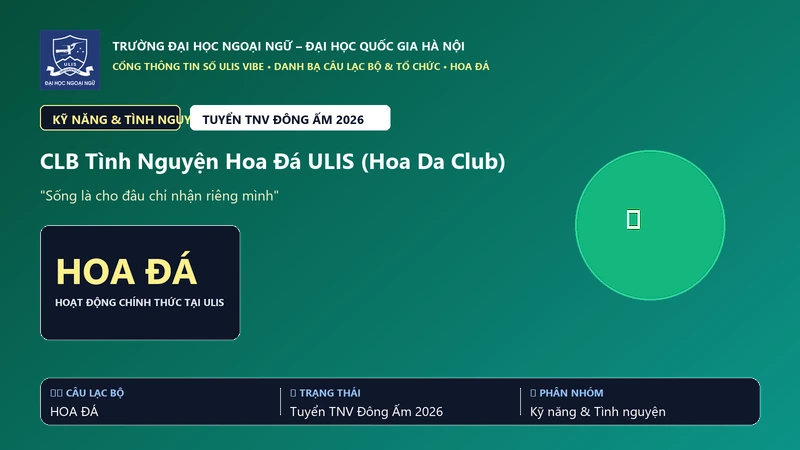 TRƯỜNG ĐẠI HỌC NGOẠI NGỮ – ĐẠI HỌC QUỐC GIA HÀ NỘI
CỔNG THÔNG TIN SỐ ULIS VIBE • DANH BẠ CÂU LẠC BỘ & TỔ CHỨC • HOA ĐÁ
ULIS
ĐẠI HỌC NGOẠI NGỮ
KỸ NĂNG & TÌNH NGUY
TUYỂN TNV ĐÔNG ẤM 2026
CLB Tình Nguyện Hoa Đá ULIS (Hoa Da Club)
"Sống là cho đâu chỉ nhận riêng mình"
HOA ĐÁ
HOẠT ĐỘNG CHÍNH THỨC TẠI ULIS
CÂU LẠC BỘ
HOA ĐÁ
TRẠNG THÁI
Tuyển TNV Đông Ấm 2026
PHÂN NHÓM
Kỹ năng & Tình nguyện